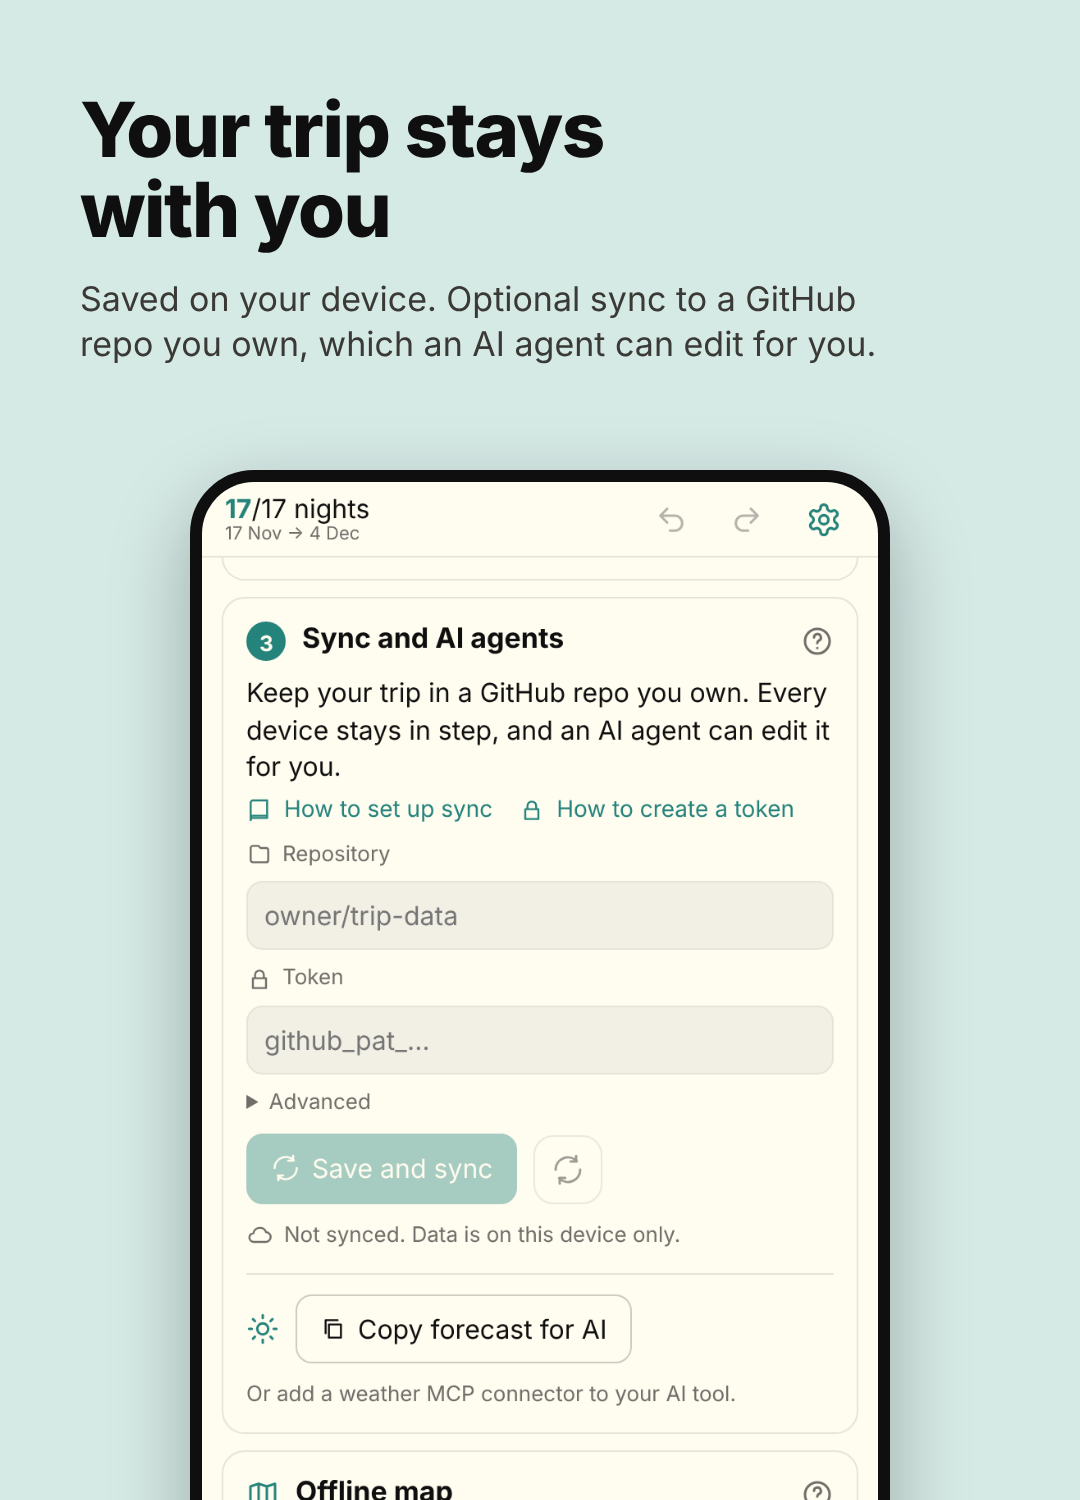 Your trip stays
with you
Saved on your device. Optional sync to a GitHub
repo you own, which an AI agent can edit for you.
17/17 nights
17 Nov → 4 Dec
3 Sync and AI agents
Keep your trip in a GitHub repo you own. Every
device stays in step, and an AI agent can edit it
for you.
How to set up sync How to create a token
Repository
owner/trip-data
Token
github_pat_...
Advanced
Save and sync
Not synced. Data is on this device only.
Copy forecast for AI
Or add a weather MCP connector to your AI tool.
Offline map